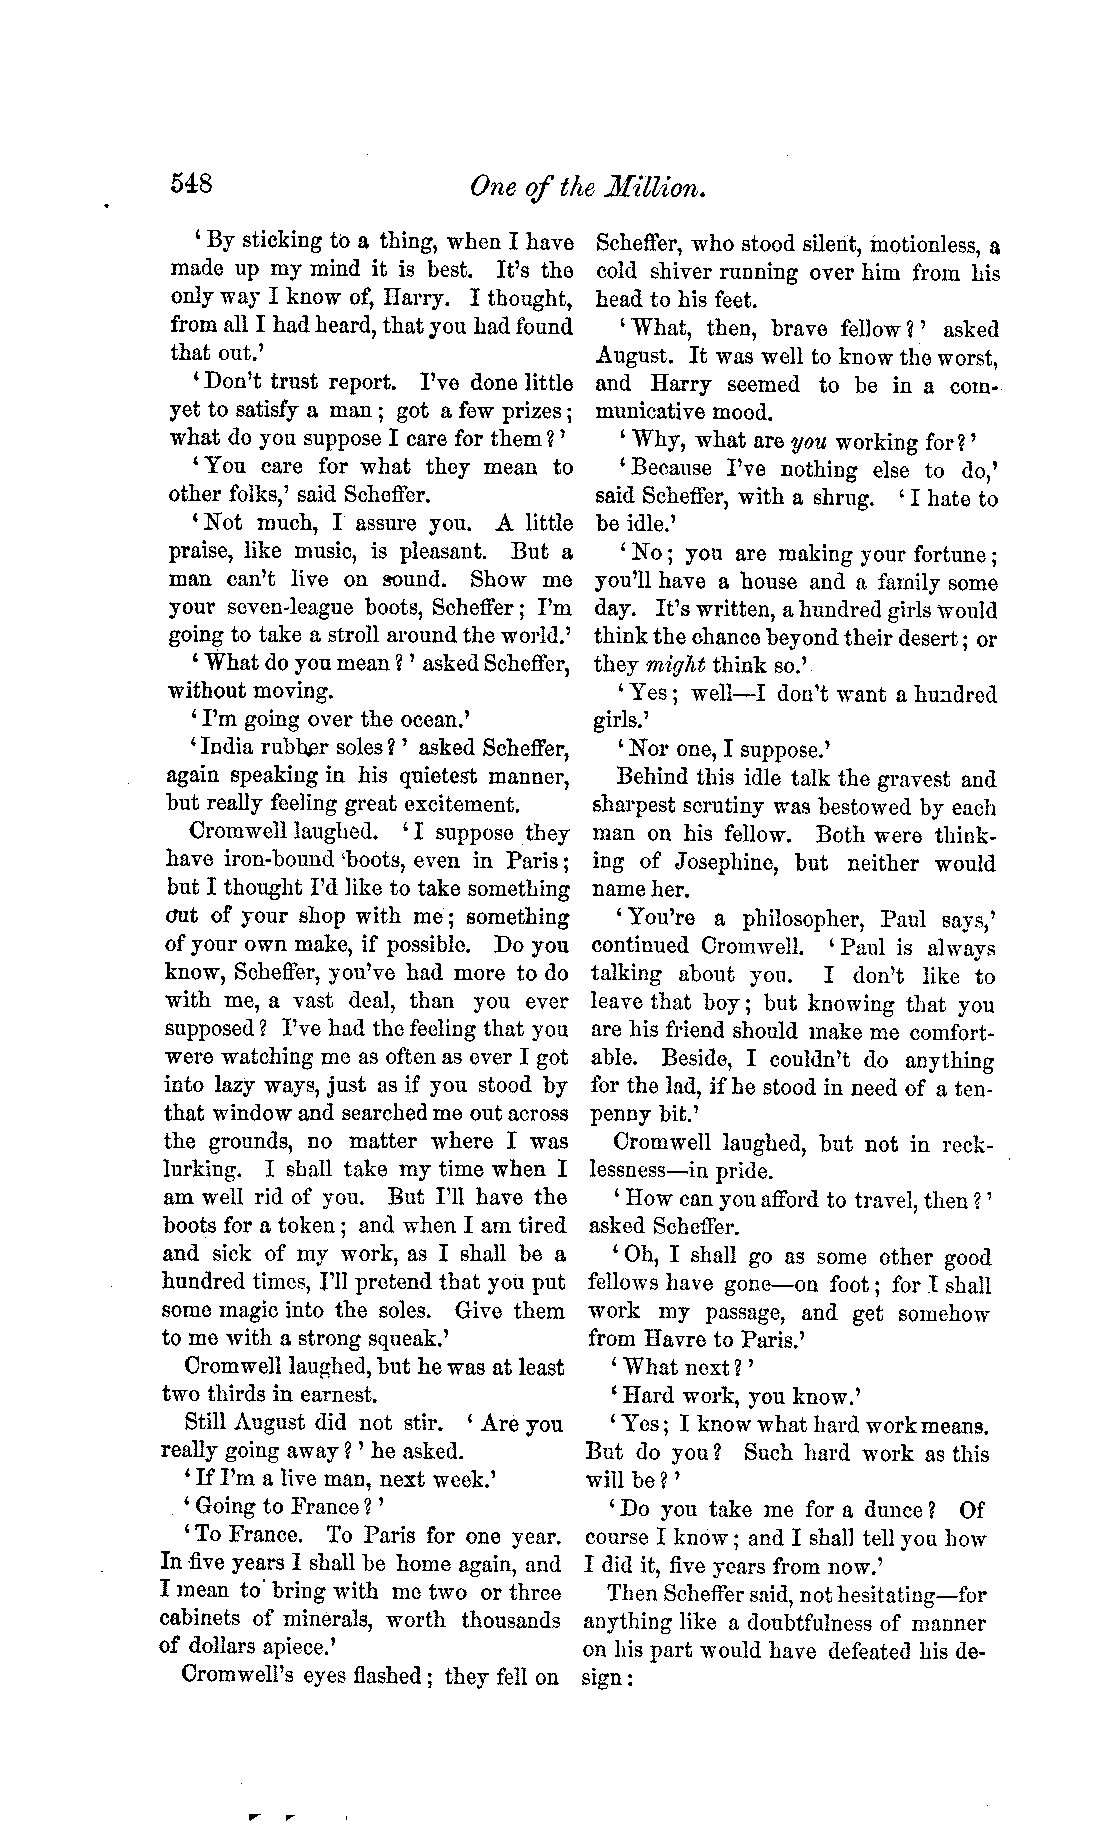 548
One of the Million.
‘By sticking to a thing, when I have
made up my mind it is best. It's the
only way I know of, Harry. I thought,
from all I had heard, that you had found
that out.’
‘Don't trust report. I've done little
yet to satisfy a man; got a few prizes;
what do you suppose I care for them?’
‘You care for what they mean to
other folks,’ said Scheffer.
‘Not much, I assure you. A little
praise, like music, is pleasant. But a
man can't live on sound. Show me
your seven-league boots, Scheffer; I'm
going to take a stroll around the world.’
‘What do you mean?’ asked Scheffer,
without moving.
‘I'm going over the ocean.’
‘India rubber soles?’ asked Scheffer,
again speaking in his quietest manner,
but really feeling great excitement.
Cromwell laughed. ‘I suppose they
have iron-bound boots, even in Paris;
but I thought I'd like to take something
out of your shop with me; something
of your own make, if possible. Do you
know, Scheffer, you've had more to do
with me, a vast deal, than you ever
supposed? I've had the feeling that you
were watching me as often as ever I got
into lazy ways, just as if you stood by
that window and searched me out across
the grounds, no matter where I was
lurking. I shall take my time when I
am well rid of you. But I'll have the
boots for a token; and when I am tired
and sick of my work, as I shall be a
hundred times, I'll pretend that you put
some magic into the soles. Give them
to me with a strong squeak.’
Cromwell laughed, but he was at least
two thirds in earnest.
Still August did not stir. ‘Are you
really going away?’ he asked.
‘If I'm a live man, next week.’
‘Going to France?’
‘To France. To Paris for one year.
In five years I shall be home again, and
I mean to bring with me two or three
cabinets of minerals, worth thousands
of dollars apiece.’
Cromwell's eyes flashed; they fell on
Scheffer, who stood silent, motionless, a
cold shiver running over him from his
head to his feet.
‘What, then, brave fellow?’ asked
August. It was well to know the worst,
and Harry seemed to be in a com-
municative mood.
‘Why, what are you working for?’
‘Because I've nothing else to do,’
said Scheffer, with a shrug. ‘I hate to
be idle.’
‘No; you are making your fortune;
you'll have a house and a family some
day. It's written, a hundred girls would
think the chance beyond their desert; or
they might think so.’
‘Yes; well—I don't want a hundred
girls.’
‘Nor one, I suppose.’
Behind this idle talk the gravest and
sharpest scrutiny was bestowed by each
man on his fellow. Both were think-
ing of Josephine, but neither would
name her.
‘You're a philosopher, Paul says,’
continued Cromwell. ‘Paul is always
talking about you. I don't like to
leave that boy; but knowing that you
are his friend should make me comfort-
able. Beside, I couldn't do anything
for the lad, if he stood in need of a ten-
penny bit.’
Cromwell laughed, but not in reck-
lessness—in pride.
‘How can you afford to travel, then?’
asked Scheffer.
‘Oh, I shall go as some other good
fellows have gone—on foot; for I shall
work my passage, and get somehow
from Havre to Paris.’
‘What next?’
‘Hard work, you know.’
‘Yes; I know what hard work means.
But do you? Such hard work as this
will be?’
‘Do you take me for a dunce? Of
course I know; and I shall tell you how
I did it, five years from now.’
Then Scheffer said, not hesitating—for
anything like a doubtfulness of manner
on his part would have defeated his de-
sign: